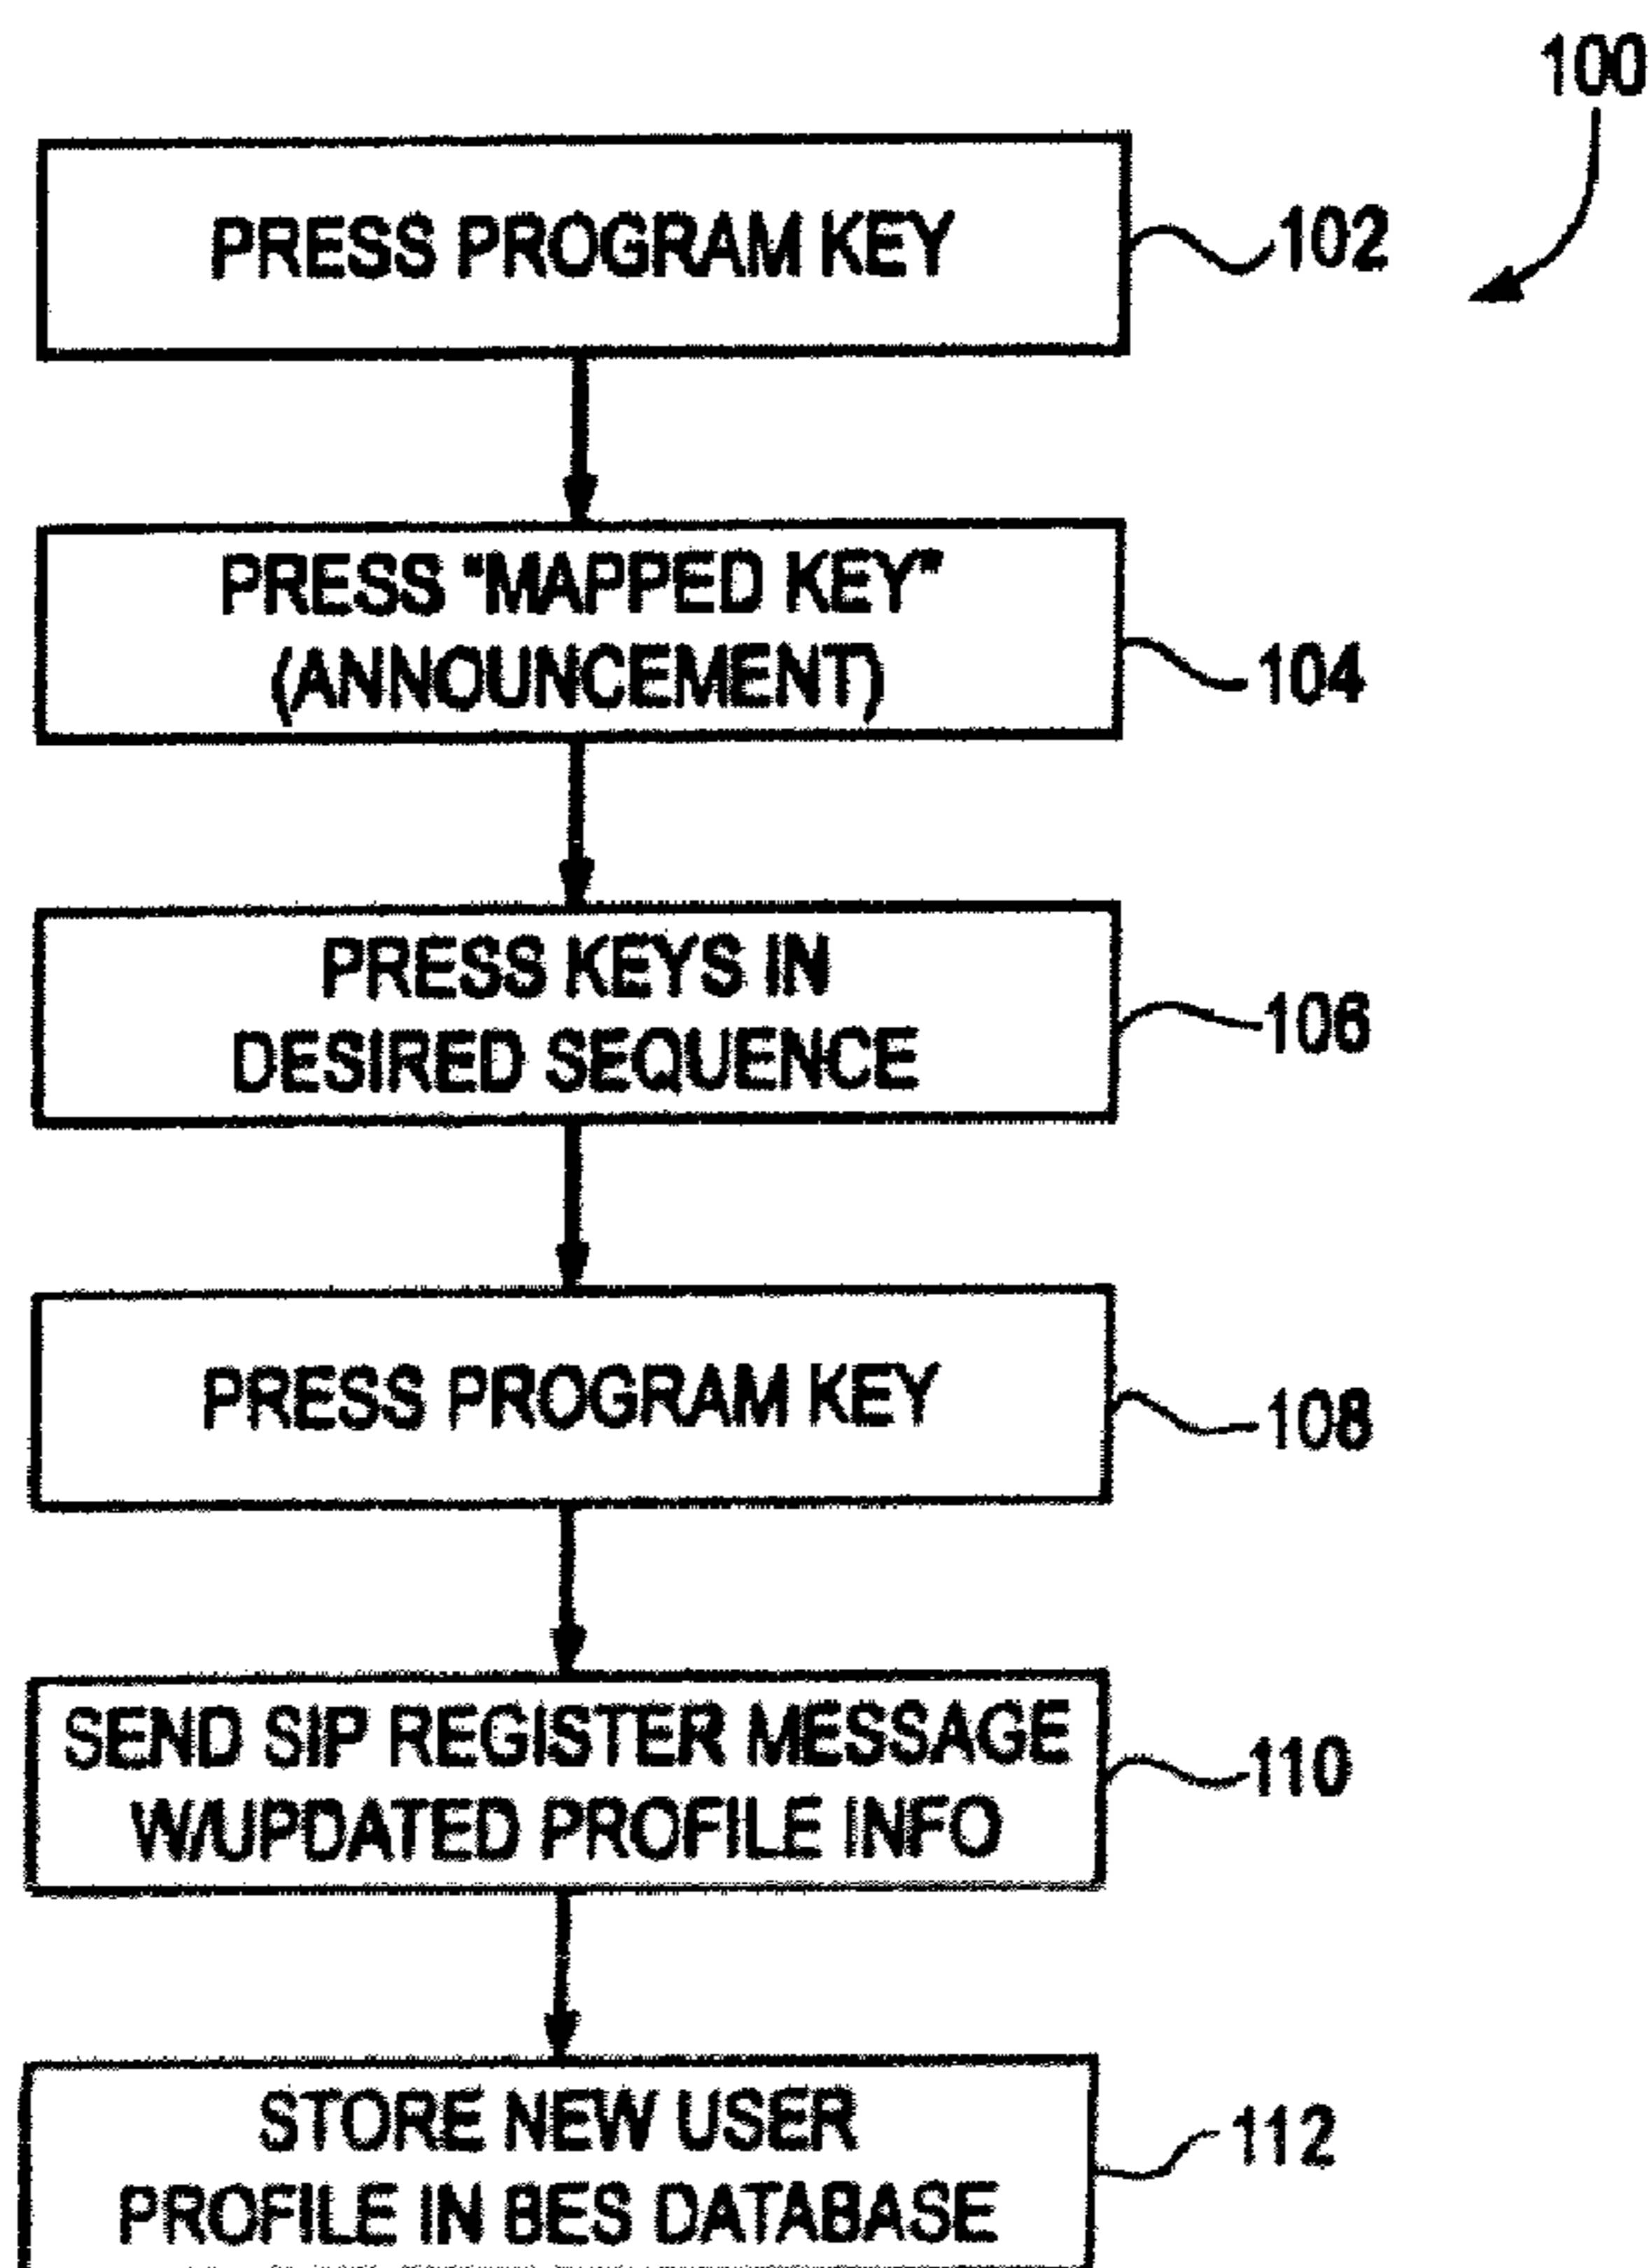 100
PRESS PROGRAM KEY
102
PRESS "MAPPED KEY"
(ANNOUNCEMENT)
104
PRESS KEYS IN
DESIRED SEQUENCE
106
PRESS PROGRAM KEY
108
SEND SIP REGISTER MESSAGE
W/UPDATED PROFILE INFO
110
STORE NEW USER
PROFILE IN BES DATABASE
112